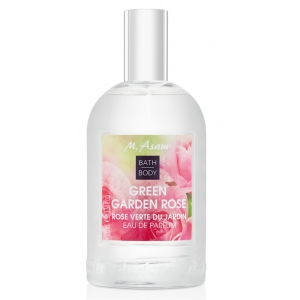 M. Asam
BATH
BODY
GREEN
GARDEN ROSE
ROSE VERTE DU JARDIN
EAU DE PARFUM